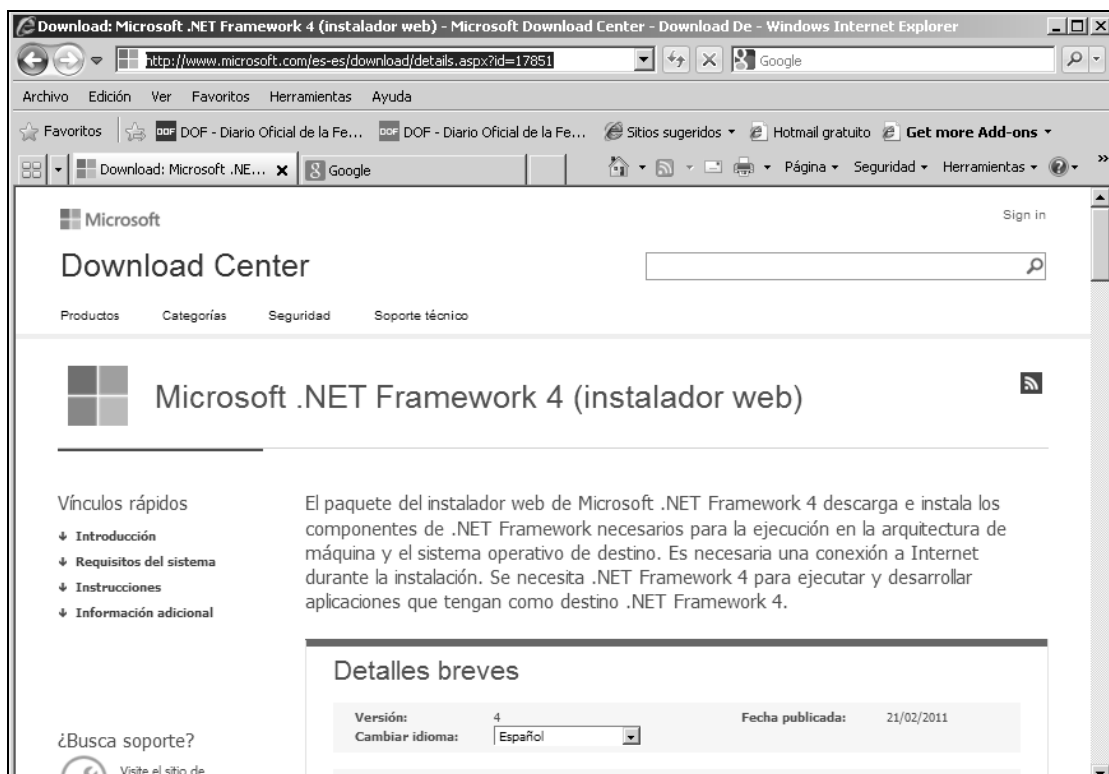 Download: Microsoft .NET Framework 4 (instalador web) - Microsoft Download Center - Download De - Windows Internet Explorer
http://www.microsoft.com/es-es/download/details.aspx?id=17851
Google
Archivo Edición Ver Favoritos Herramientas Ayuda
Favoritos DOF DOF - Diario Oficial de la Fe... DOF DOF - Diario Oficial de la Fe... Sitios sugeridos Hotmail gratuito Get more Add-ons
Download: Microsoft .NE... Google Página Seguridad Herramientas »
Microsoft
Sign in
Download Center
Productos Categorías Seguridad Soporte técnico
Microsoft .NET Framework 4 (instalador web)
Vínculos rápidos
Introducción
Requisitos del sistema
Instrucciones
Información adicional
El paquete del instalador web de Microsoft .NET Framework 4 descarga e instala los
componentes de .NET Framework necesarios para la ejecución en la arquitectura de
máquina y el sistema operativo de destino. Es necesaria una conexión a Internet
durante la instalación. Se necesita .NET Framework 4 para ejecutar y desarrollar
aplicaciones que tengan como destino .NET Framework 4.
Detalles breves
Versión: 4 Fecha publicada: 21/02/2011
Cambiar idioma: Español
¿Busca soporte?
Visite el sitio de